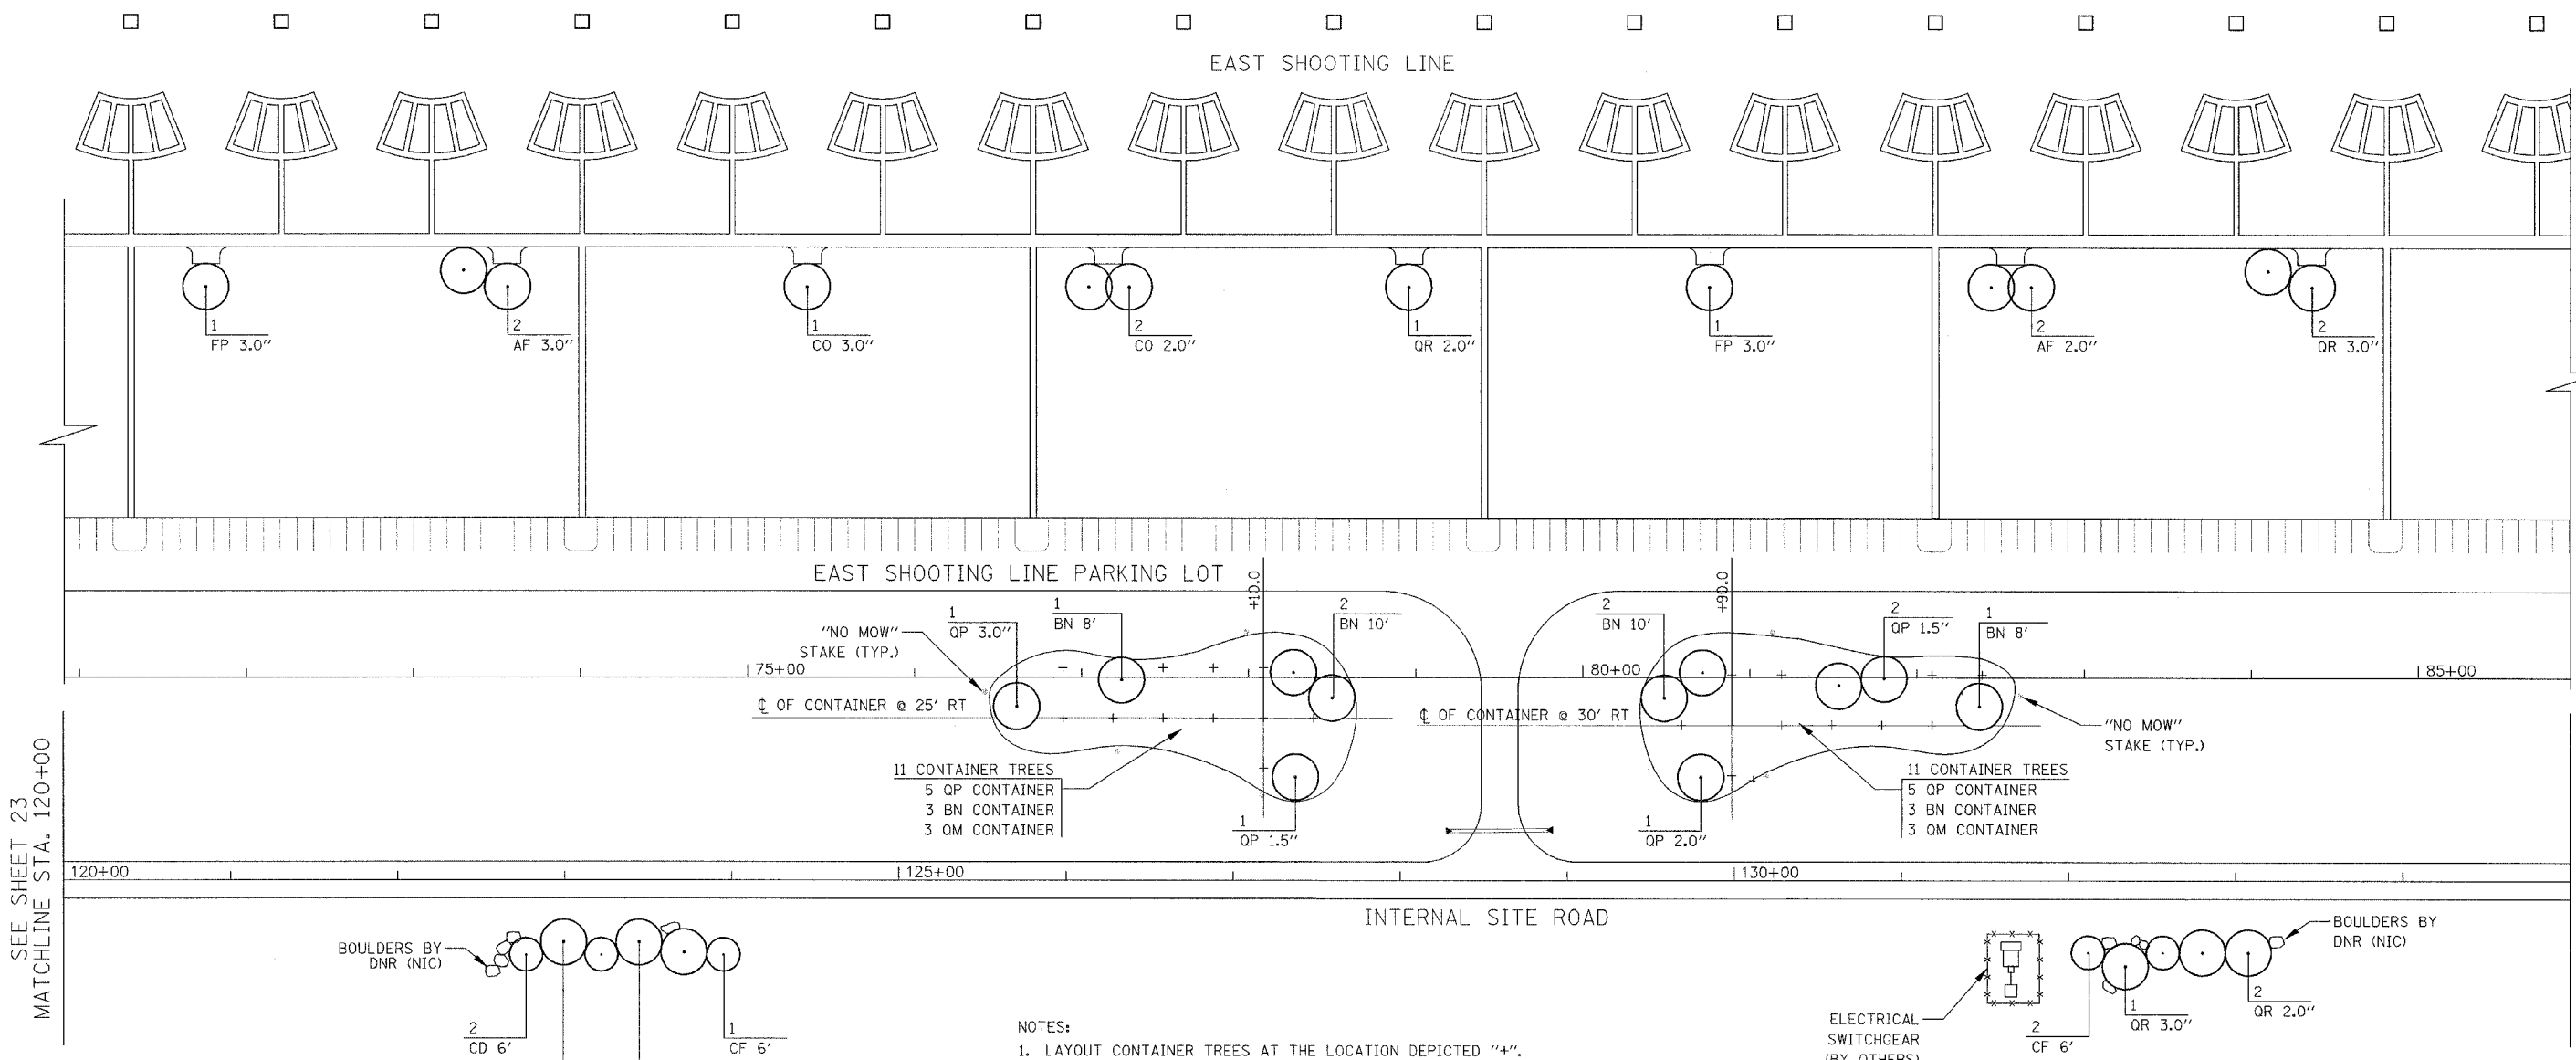 EAST SHOOTING LINE
1
FP 3.0"
2
AF 3.0"
1
CO 3.0"
2
CO 2.0"
1
QR 2.0"
1
FP 3.0"
2
AF 2.0"
2
QR 3.0"
EAST SHOOTING LINE PARKING LOT
+10.0
+90.0
"NO MOW"
STAKE (TYP.)
1
QP 3.0"
1
BN 8'
2
BN 10'
2
BN 10'
2
QP 1.5"
1
BN 8'
75+00
80+00
85+00
℄ OF CONTAINER @ 25' RT
℄ OF CONTAINER @ 30' RT
"NO MOW"
STAKE (TYP.)
11 CONTAINER TREES
5 QP CONTAINER
3 BN CONTAINER
3 QM CONTAINER
1
QP 1.5"
1
QP 2.0"
11 CONTAINER TREES
5 QP CONTAINER
3 BN CONTAINER
3 QM CONTAINER
SEE SHEET 23
MATCHLINE STA. 120+00
120+00
125+00
130+00
INTERNAL SITE ROAD
BOULDERS BY
DNR (NIC)
2
CD 6'
1
CF 6'
NOTES:
1. LAYOUT CONTAINER TREES AT THE LOCATION DEPICTED "+".
ELECTRICAL
SWITCHGEAR
(BY OTHERS)
2
CF 6'
1
QR 3.0"
2
QR 2.0"
BOULDERS BY
DNR (NIC)